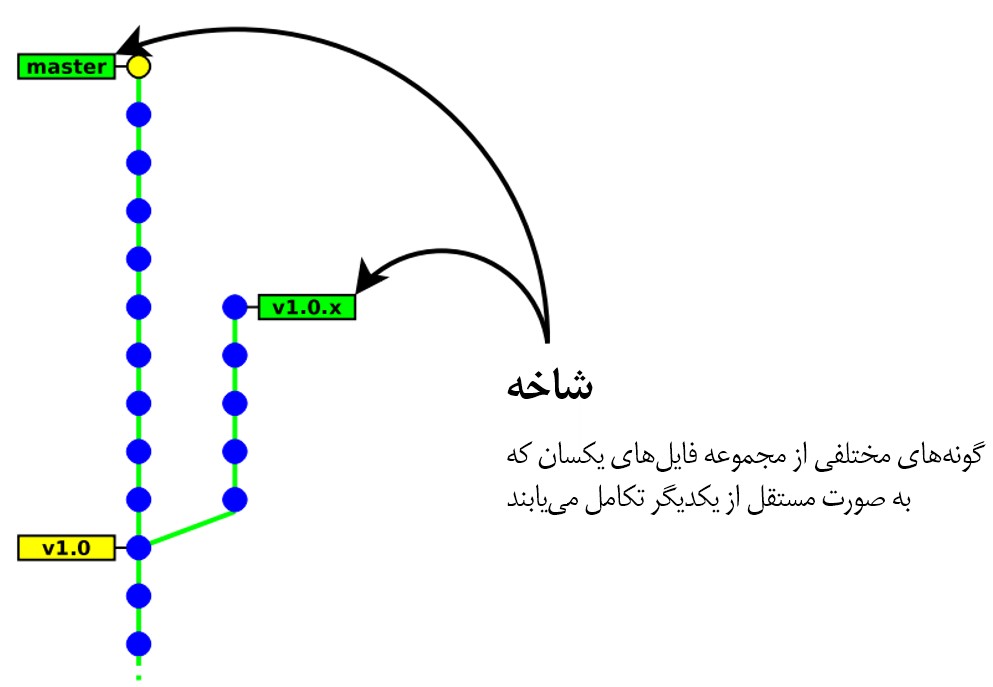 master
v1.0.x
شاخه
گونه‌های مختلفی از مجموعه فایل‌های یکسان که
به صورت مستقل از یکدیگر تکامل می‌یابند
v1.0